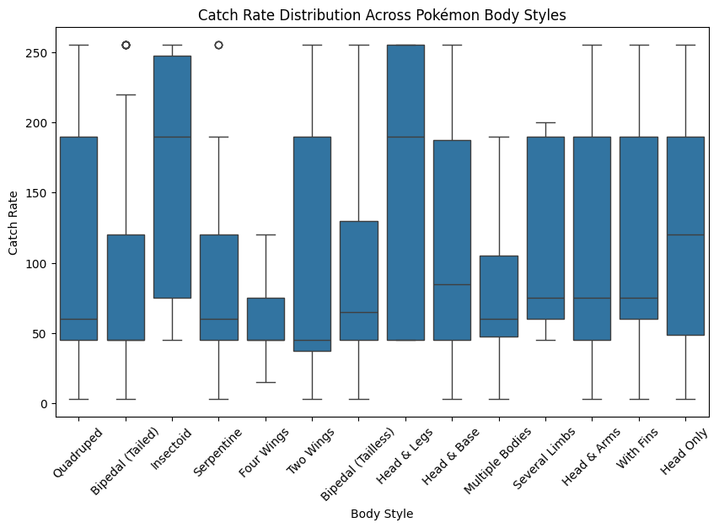 Catch Rate Distribution Across Pokémon Body Styles
250
200
150
100
50
0
Catch Rate
Quadruped
Bipedal (Tailed)
Insectoid
Serpentine
Four Wings
Two Wings
Bipedal (Tailless)
Head & Legs
Head & Base
Multiple Bodies
Several Limbs
Head & Arms
With Fins
Head Only
Body Style